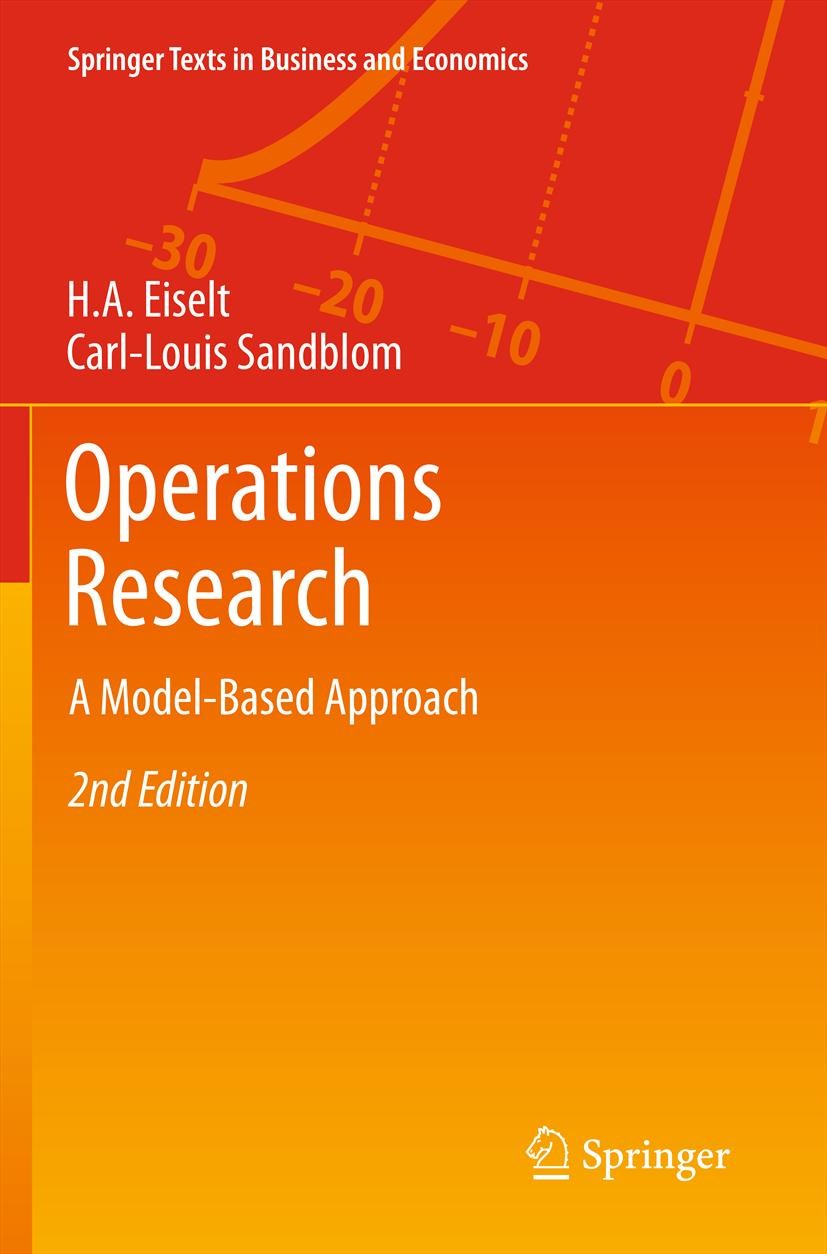 Springer Texts in Business and Economics
–30
–20
–10
0
1
H.A. Eiselt
Carl-Louis Sandblom
Operations
Research
A Model-Based Approach
2nd Edition
Springer